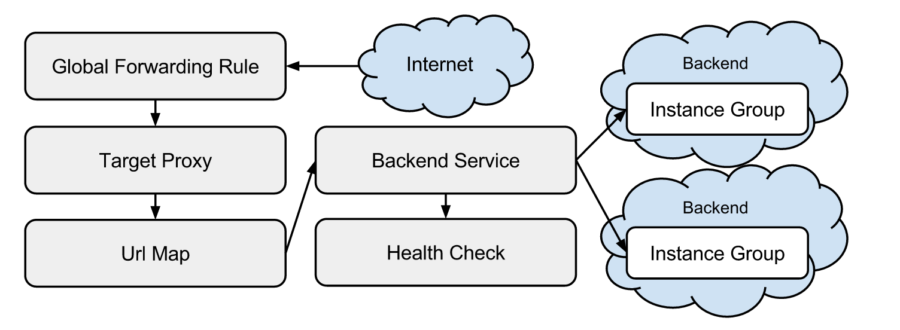 Global Forwarding Rule
Internet
Backend
Instance Group
Target Proxy
Backend Service
Url Map
Health Check
Backend
Instance Group